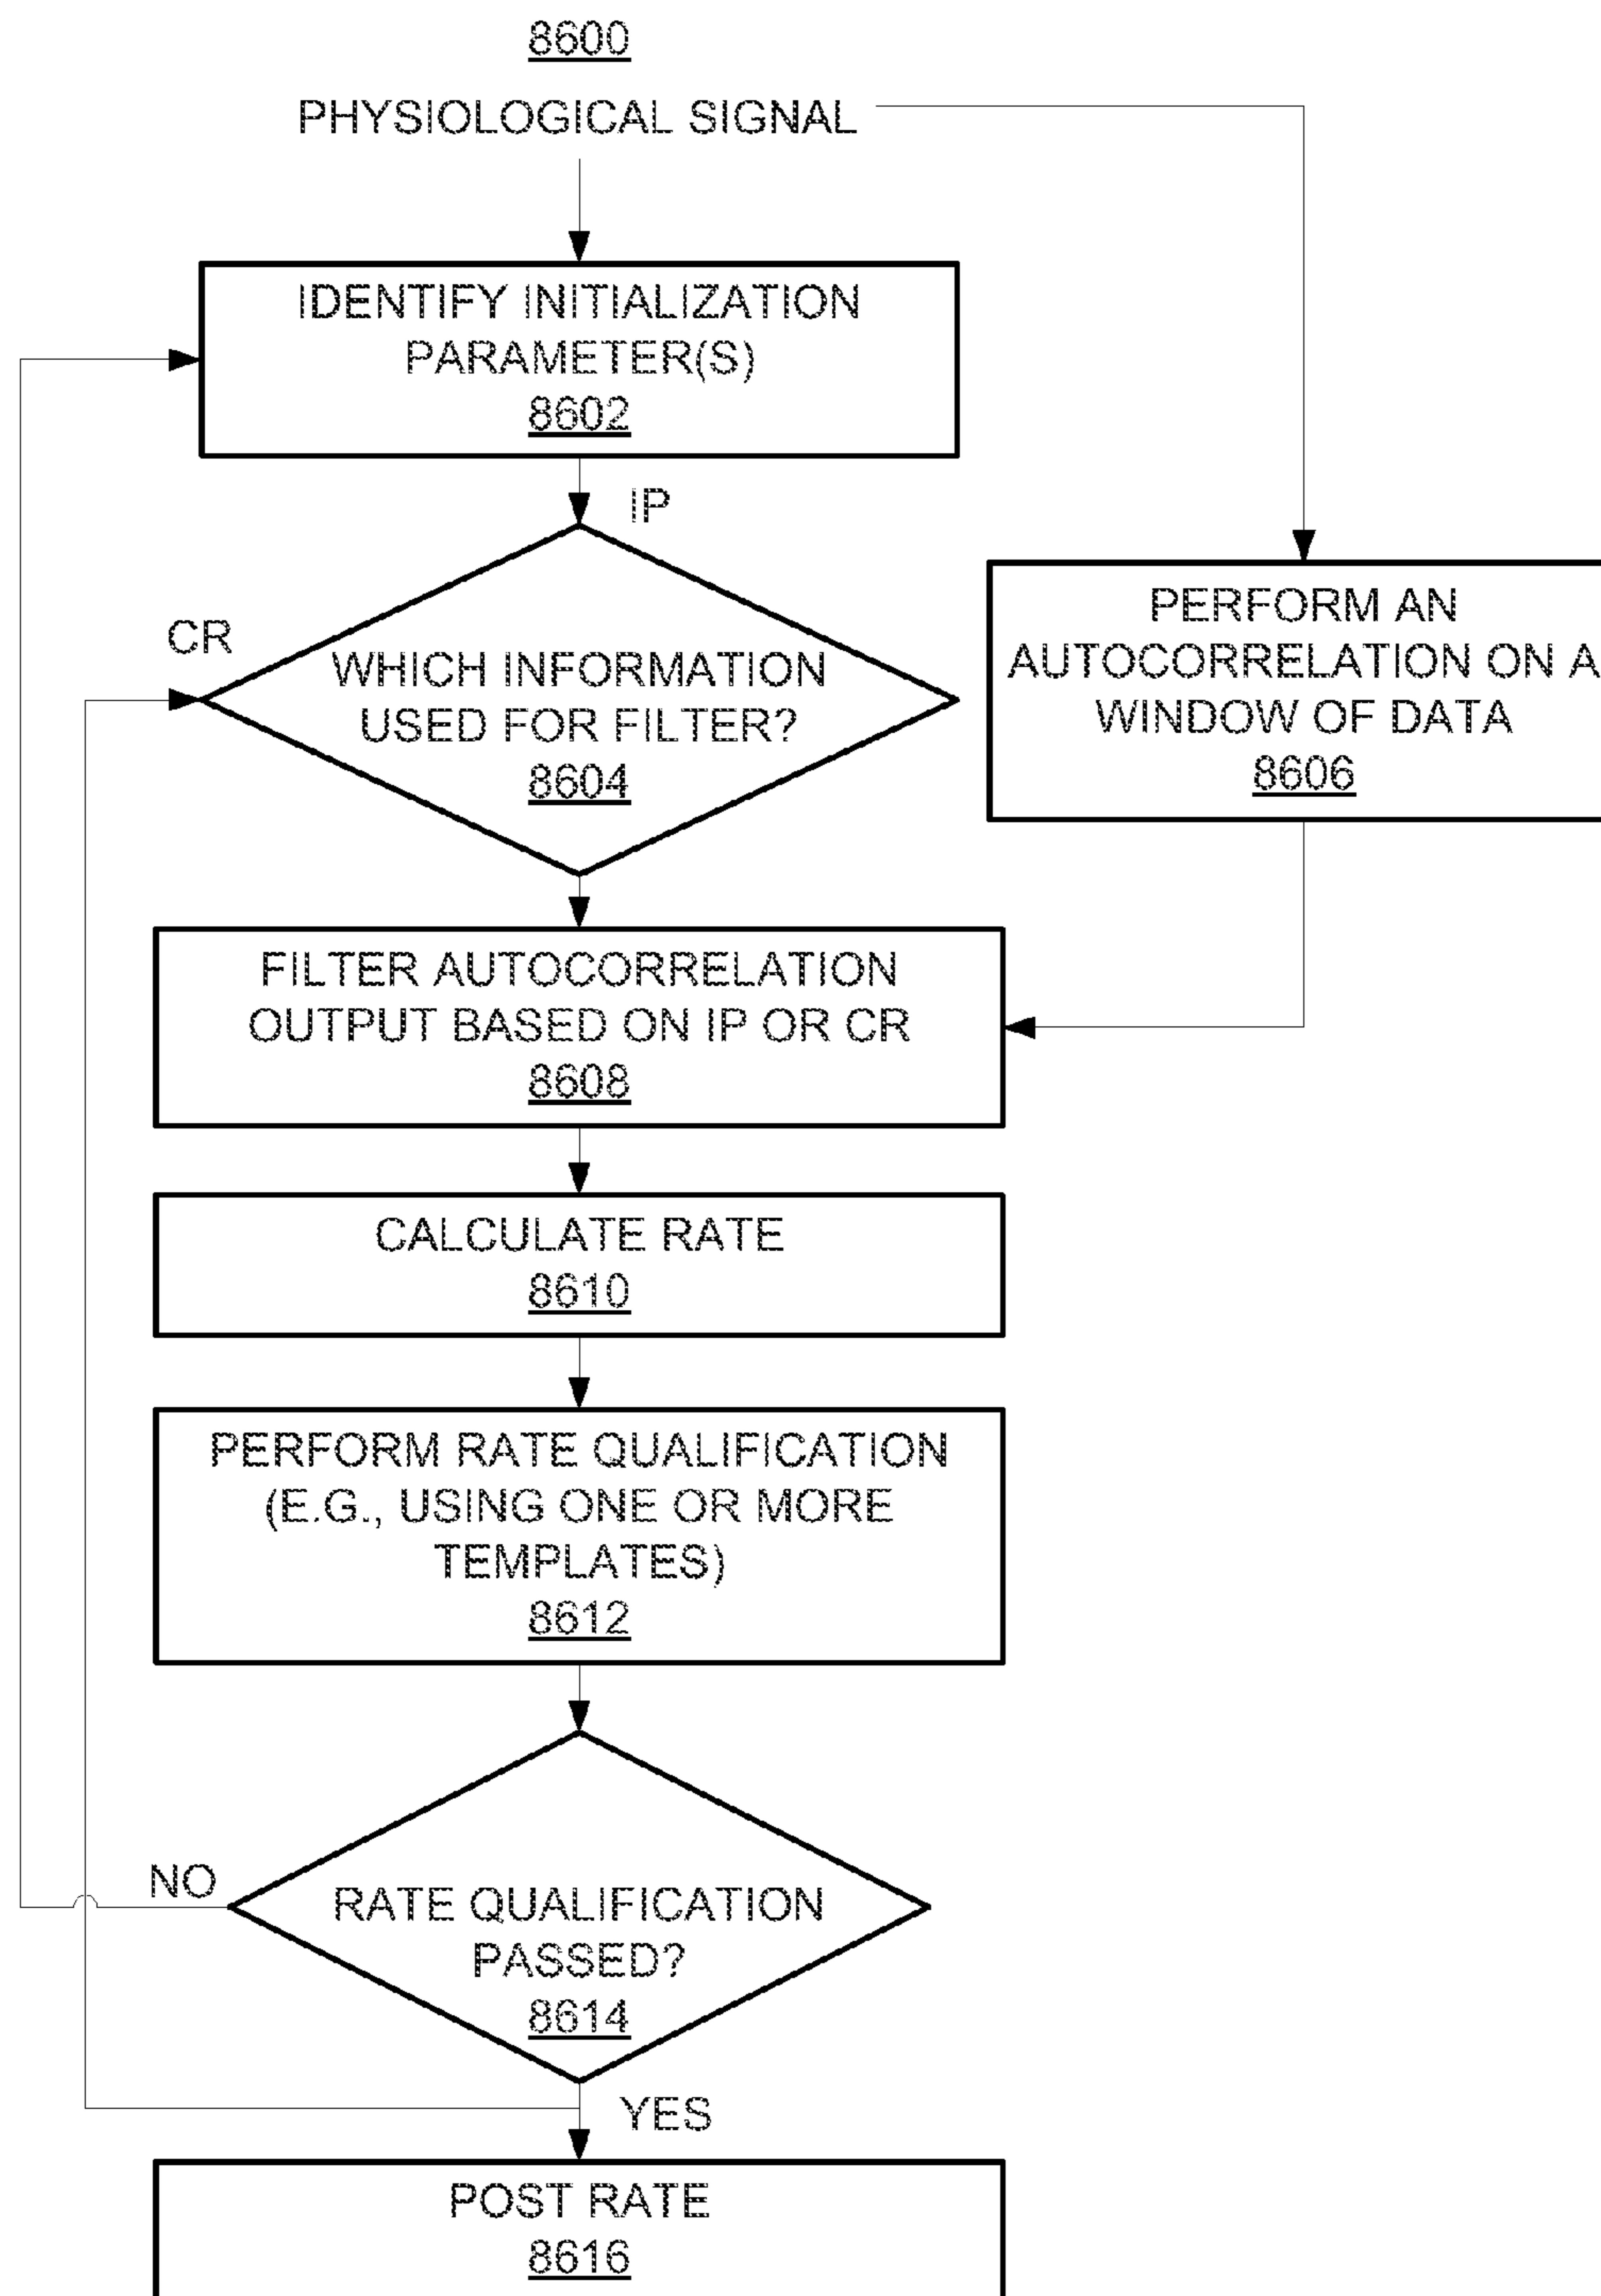 8600
PHYSIOLOGICAL SIGNAL
IDENTIFY INITIALIZATION
PARAMETER(S)
8602
IP
CR
WHICH INFORMATION
USED FOR FILTER?
8604
PERFORM AN
AUTOCORRELATION ON A
WINDOW OF DATA
8606
FILTER AUTOCORRELATION
OUTPUT BASED ON IP OR CR
8608
CALCULATE RATE
8610
PERFORM RATE QUALIFICATION
(E.G., USING ONE OR MORE
TEMPLATES)
8612
NO
RATE QUALIFICATION
PASSED?
8614
YES
POST RATE
8616